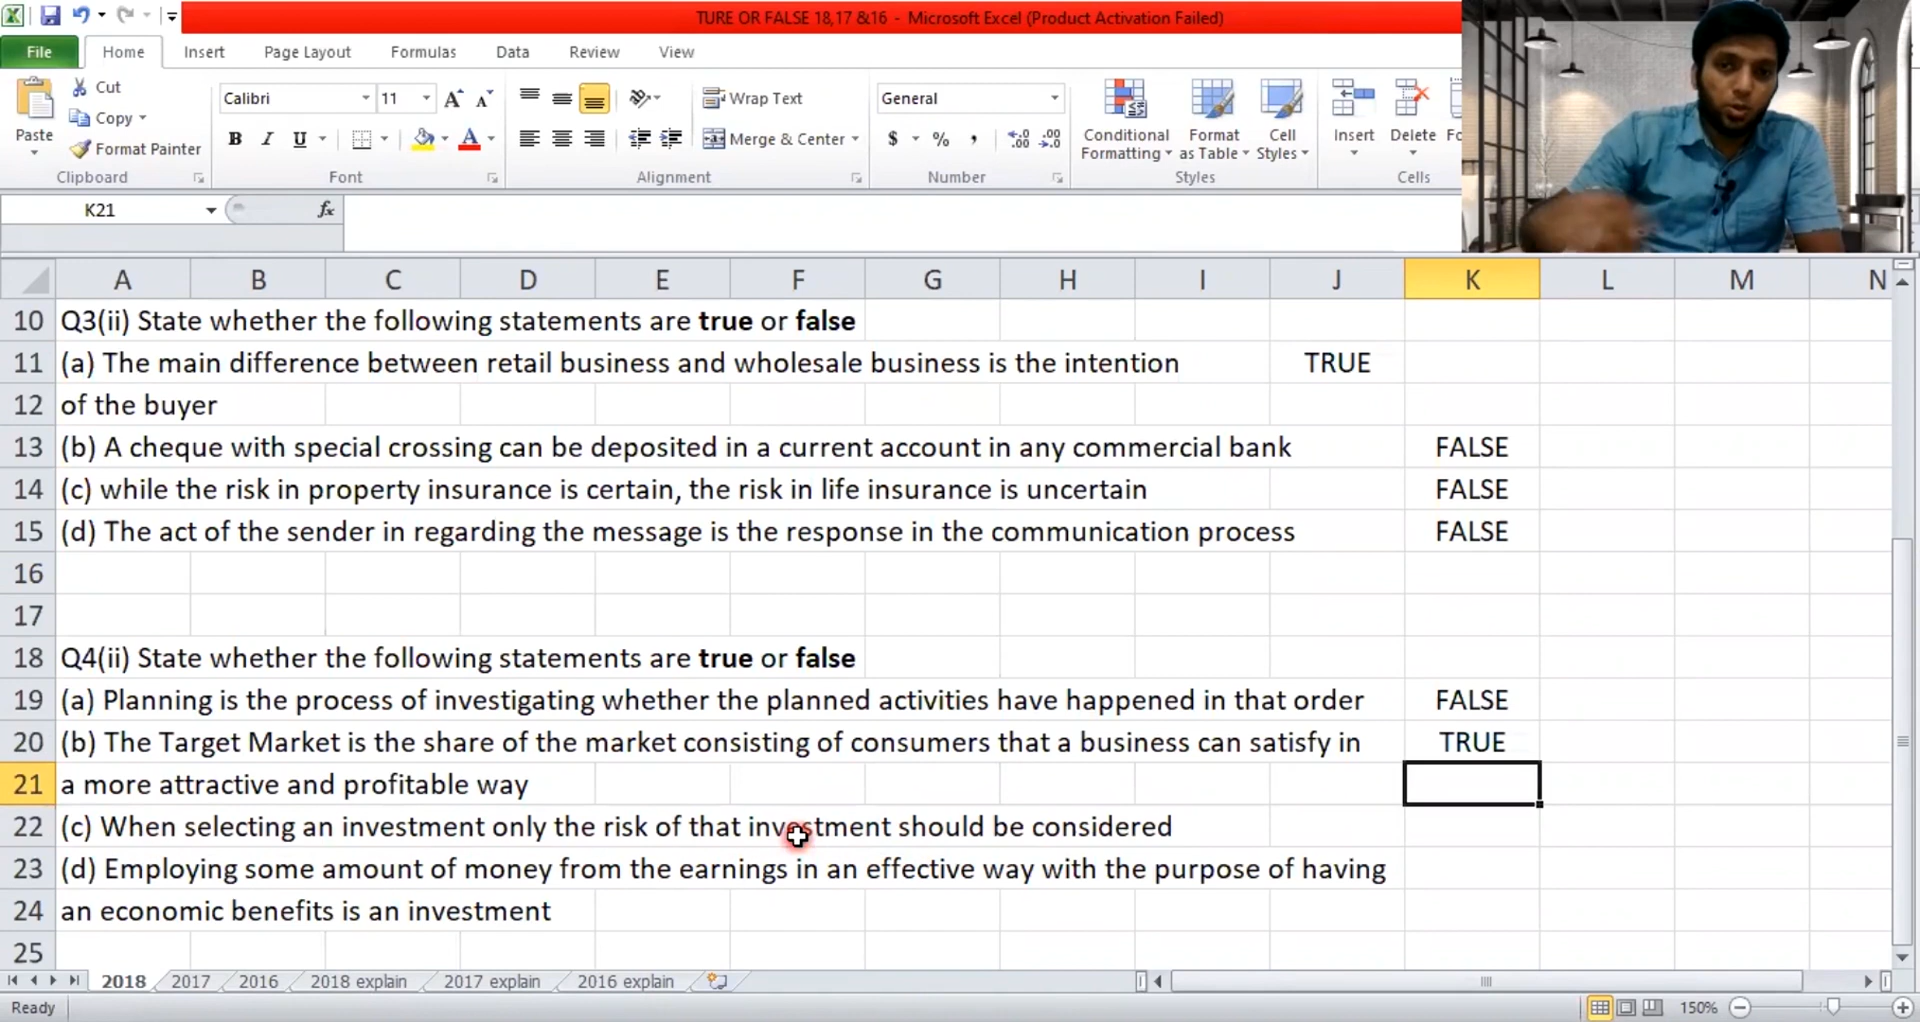 TURE OR FALSE 18,17 &16 - Microsoft Excel (Product Activation Failed)
File Home Insert Page Layout Formulas Data Review View
Paste Cut Copy Format Painter
Calibri 11 B I U
Wrap Text Merge & Center
General $ % ,
Conditional Formatting Format as Table Cell Styles
Insert Delete
Clipboard Font Alignment Number Styles Cells
K21 fx
A B C D E F G H I J K L M N
10 Q3(ii) State whether the following statements are true or false
11 (a) The main difference between retail business and wholesale business is the intention TRUE
12 of the buyer
13 (b) A cheque with special crossing can be deposited in a current account in any commercial bank FALSE
14 (c) while the risk in property insurance is certain, the risk in life insurance is uncertain FALSE
15 (d) The act of the sender in regarding the message is the response in the communication process FALSE
16
17
18 Q4(ii) State whether the following statements are true or false
19 (a) Planning is the process of investigating whether the planned activities have happened in that order FALSE
20 (b) The Target Market is the share of the market consisting of consumers that a business can satisfy in TRUE
21 a more attractive and profitable way
22 (c) When selecting an investment only the risk of that investment should be considered
23 (d) Employing some amount of money from the earnings in an effective way with the purpose of having
24 an economic benefits is an investment
25
2018 2017 2016 2018 explain 2017 explain 2016 explain
Ready 150%